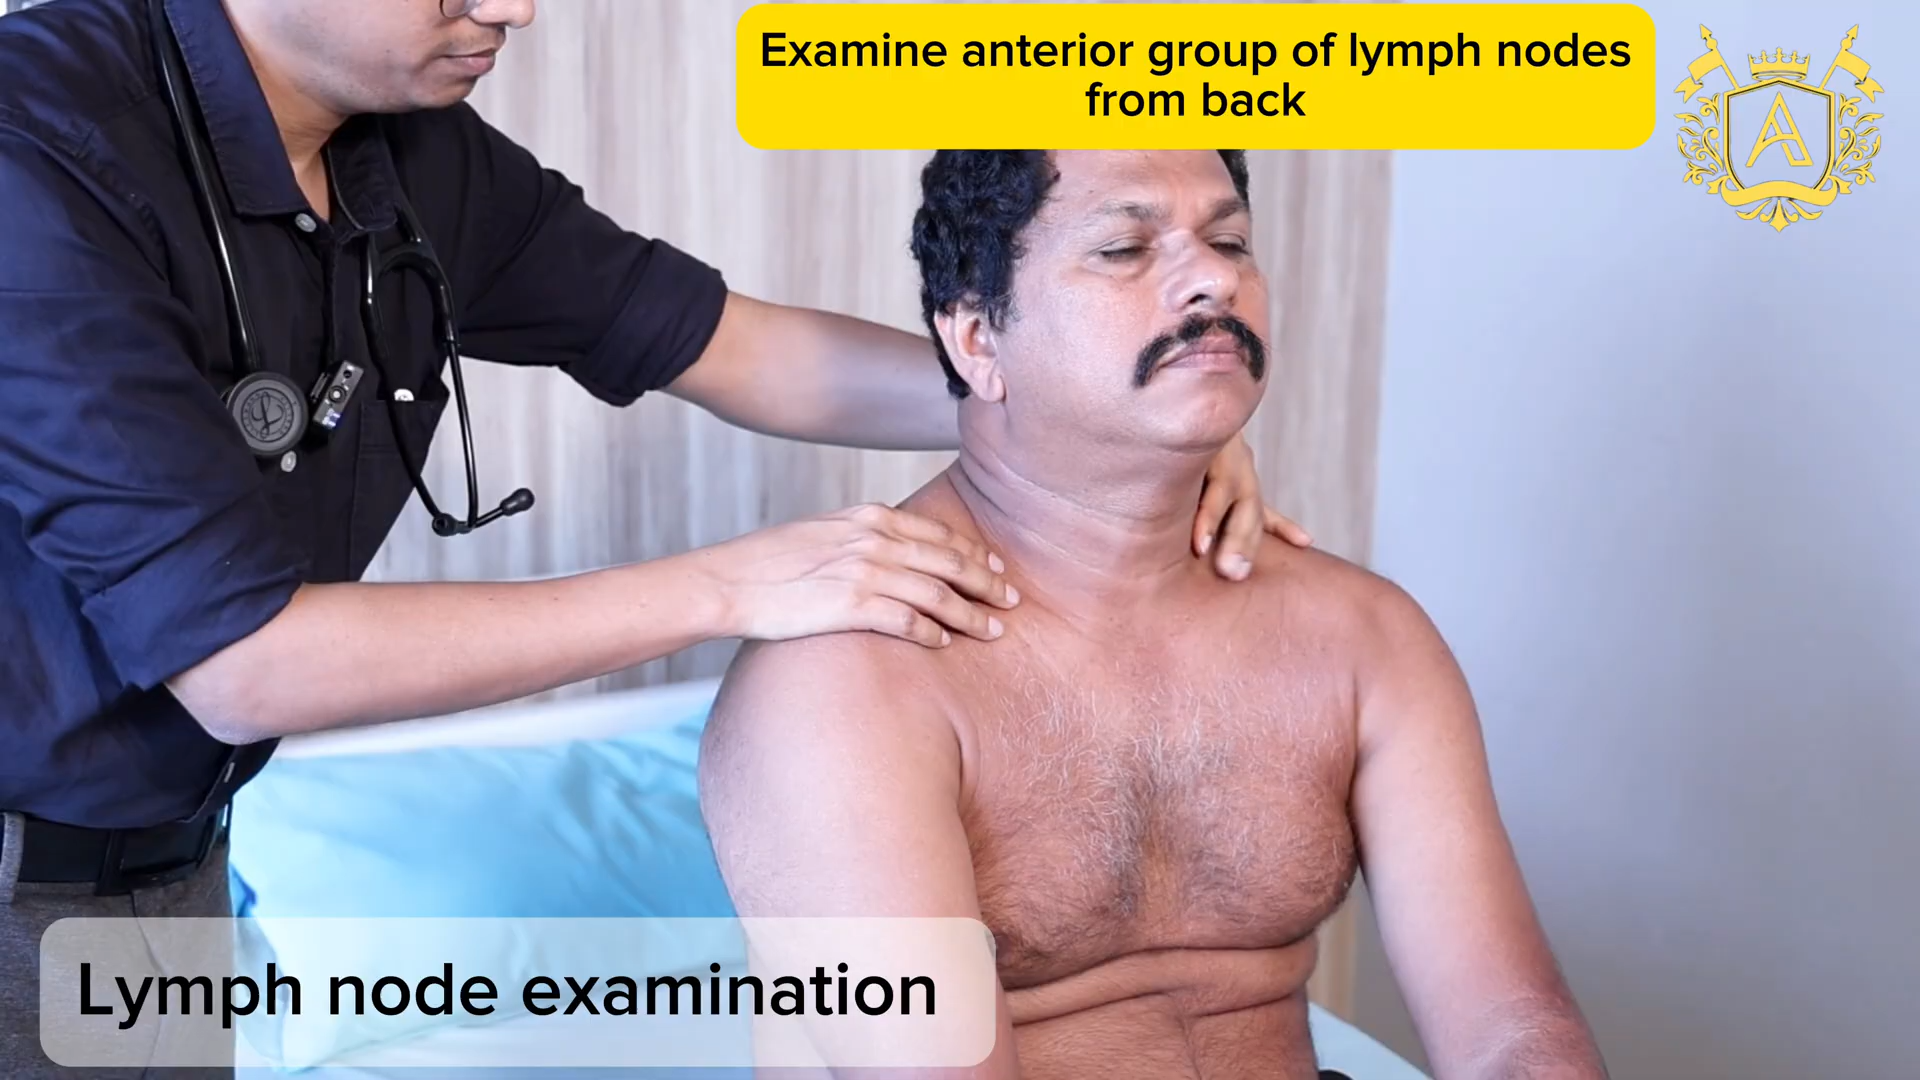 Examine anterior group of lymph nodes
from back
A
Lymph node examination